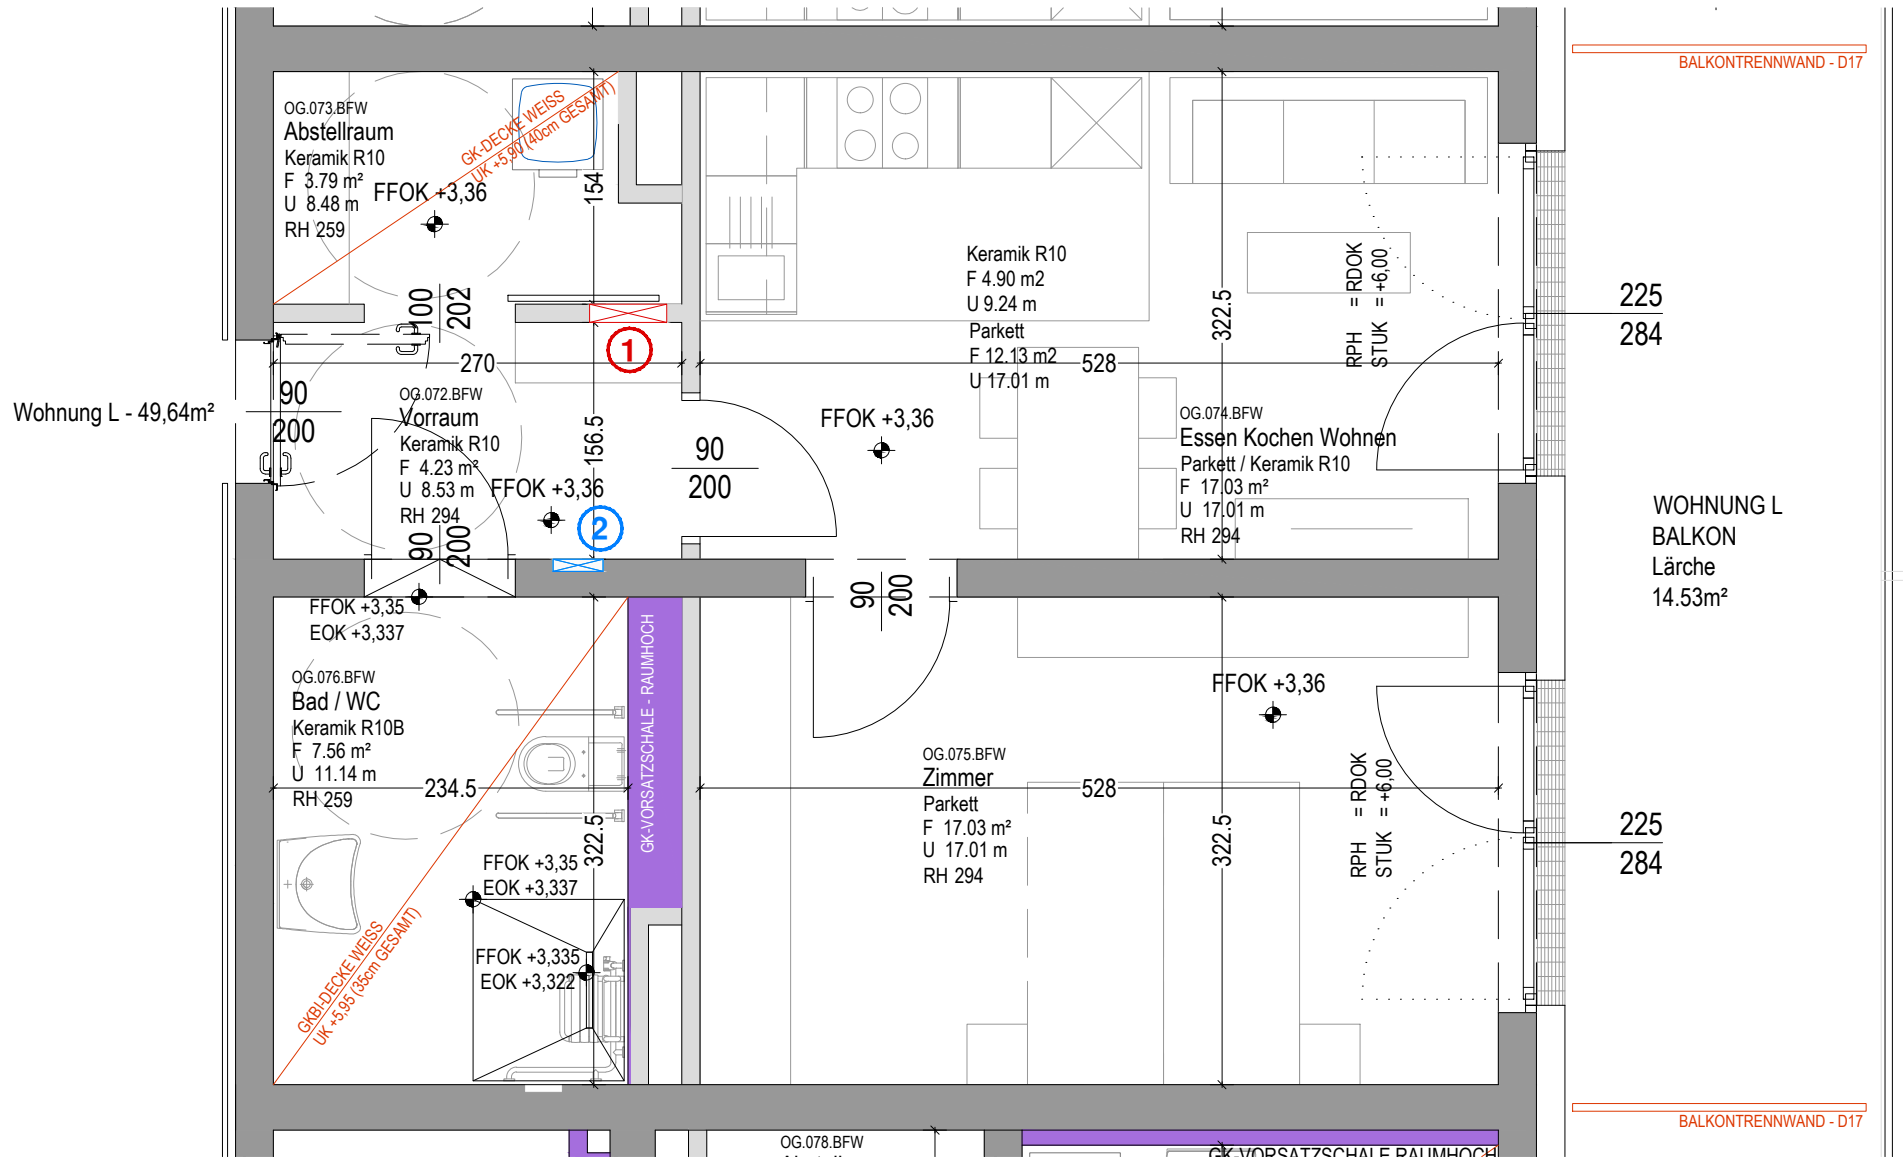 BALKONTRENNWAND - D17
OG.073.BFW
Abstellraum
Keramik R10
F 3.79 m²
U 8.48 m
RH 259
GK-DECKE WEISS
UK +5,90 (40cm GESAMT)
FFOK +3,36
154
100
202
270
Keramik R10
F 4.90 m2
U 9.24 m
Parkett
F 12.13 m2
U 17.01 m
322.5
528
RPH = RDOK
STUK = +6,00
225
284
1
Wohnung L - 49,64m²
90
200
OG.072.BFW
Vorraum
Keramik R10
F 4.23 m²
U 8.53 m
RH 294
156.5
FFOK +3,36
2
90
200
90
200
FFOK +3,36
OG.074.BFW
Essen Kochen Wohnen
Parkett / Keramik R10
F 17.03 m²
U 17.01 m
RH 294
WOHNUNG L
BALKON
Lärche
14.53m²
FFOK +3,35
EOK +3,337
90
200
OG.076.BFW
Bad / WC
Keramik R10B
F 7.56 m²
U 11.14 m
RH 259
234.5
GK-VORSATZSCHALE - RAUMHOCH
322.5
FFOK +3,35
EOK +3,337
FFOK +3,335
EOK +3,322
GKBI-DECKE WEISS
UK +5,95 (35cm GESAMT)
FFOK +3,36
OG.075.BFW
Zimmer
Parkett
F 17.03 m²
U 17.01 m
RH 294
528
322.5
RPH = RDOK
STUK = +6,00
225
284
BALKONTRENNWAND - D17
OG.078.BFW
GK-VORSATZSCHALE RAUMHOCH